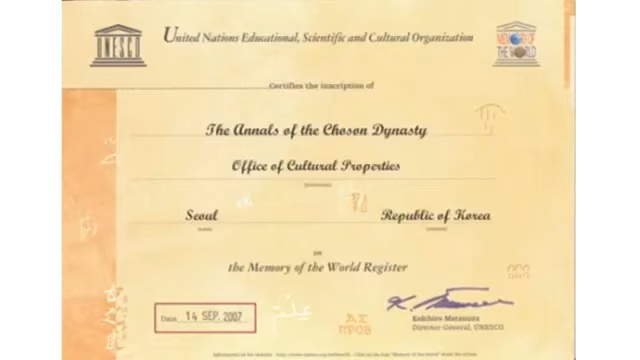 UNESCO
United Nations Educational, Scientific and Cultural Organization
MEMORY OF
THE WORLD
Certifies the inscription of
The Annals of the Choson Dynasty
Office of Cultural Properties
Seoul
Republic of Korea
on
the Memory of the World Register
Date 14 SEP. 2007
عِلْمٌ
Koïchiro Matsuura
Director-General, UNESCO